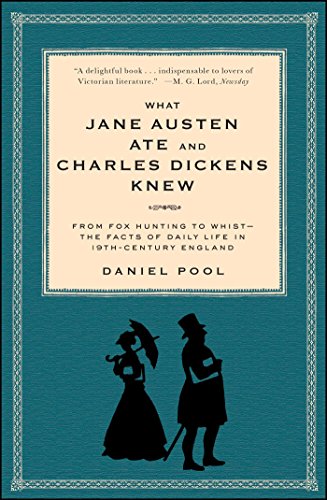 “A delightful book . . . indispensable to lovers of
Victorian literature.” —M. G. Lord, Newsday
WHAT
JANE AUSTEN
ATE AND
CHARLES DICKENS
KNEW
FROM FOX HUNTING TO WHIST—
THE FACTS OF DAILY LIFE IN
19TH-CENTURY ENGLAND
DANIEL POOL